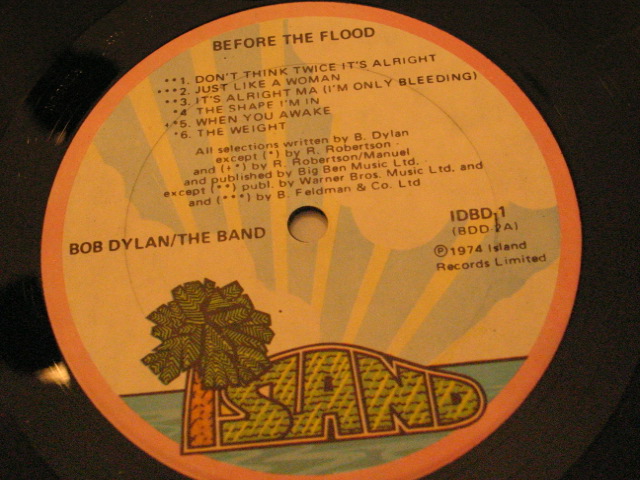 BEFORE THE FLOOD
**1. DON'T THINK TWICE IT'S ALRIGHT
***2. JUST LIKE A WOMAN
**3. IT'S ALRIGHT MA (I'M ONLY BLEEDING)
*4 THE SHAPE I'M IN
+*5. WHEN YOU AWAKE
*6. THE WEIGHT
All selections written by B. Dylan
except (*) by R. Robertson
and (+*) by R. Robertson/Manuel
and published by Big Ben Music Ltd.
except (**) publ. by Warner Bros. Music Ltd. and
and (***) by B. Feldman & Co. Ltd
BOB DYLAN/THE BAND
IDBD 1
(BDD 2A)
℗ 1974 Island
Records Limited
ISLAND